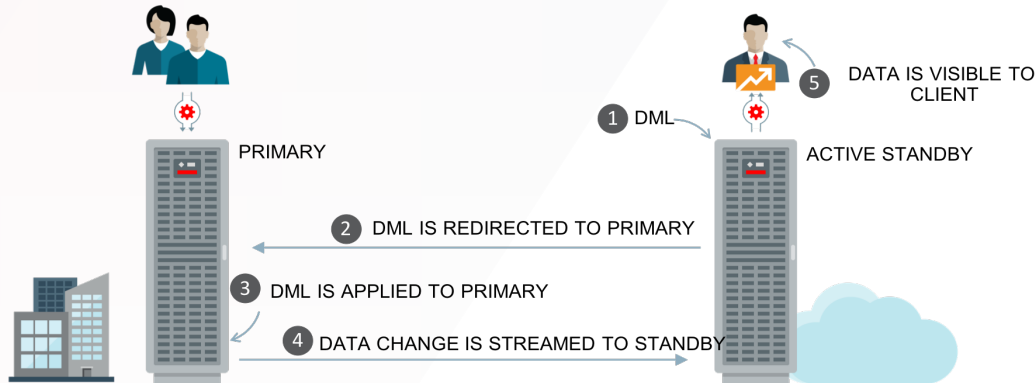 PRIMARY
1 DML
ACTIVE STANDBY
5 DATA IS VISIBLE TO
CLIENT
2 DML IS REDIRECTED TO PRIMARY
3 DML IS APPLIED TO PRIMARY
4 DATA CHANGE IS STREAMED TO STANDBY